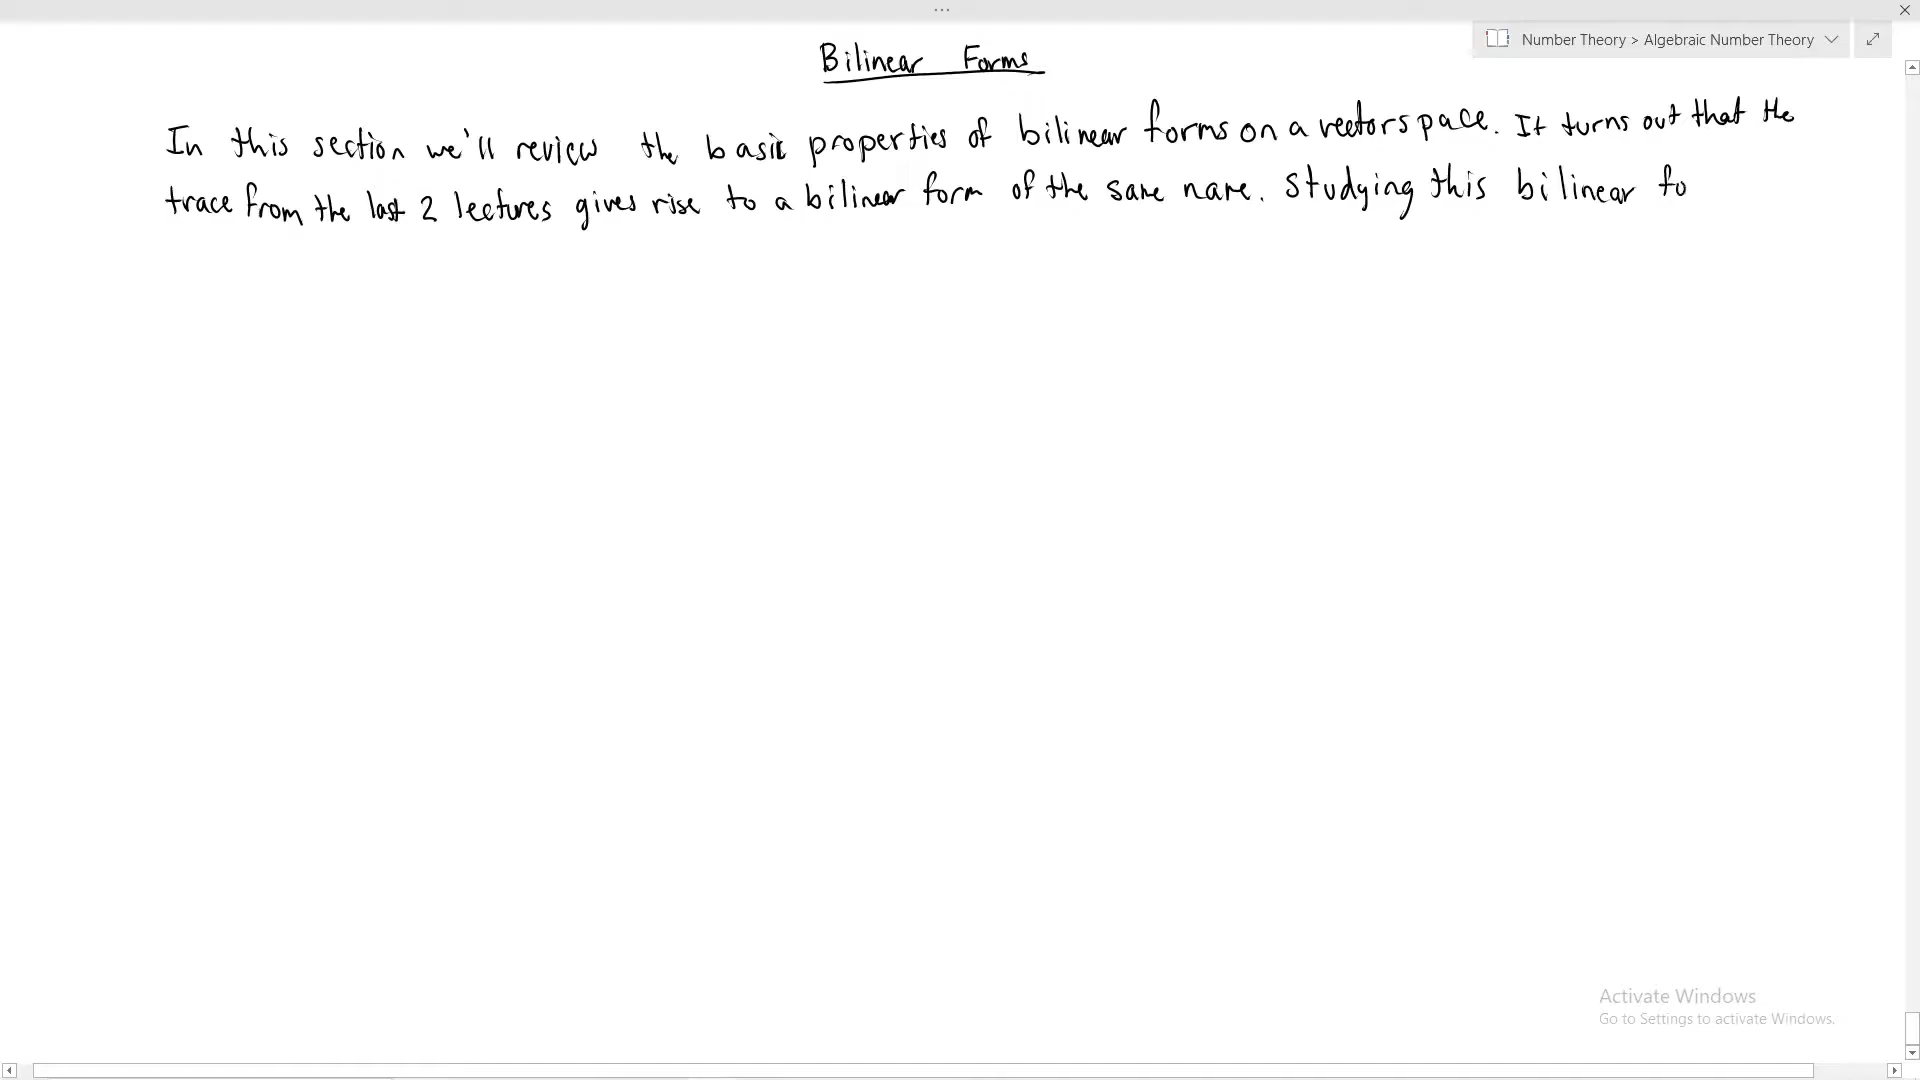 ...
Number Theory > Algebraic Number Theory
Bilinear Forms
In this section we'll review the basic properties of bilinear forms on a vectorspace. It turns out that the
trace from the last 2 lectures gives rise to a bilinear form of the same name. Studying this bilinear fo
Activate Windows
Go to Settings to activate Windows.